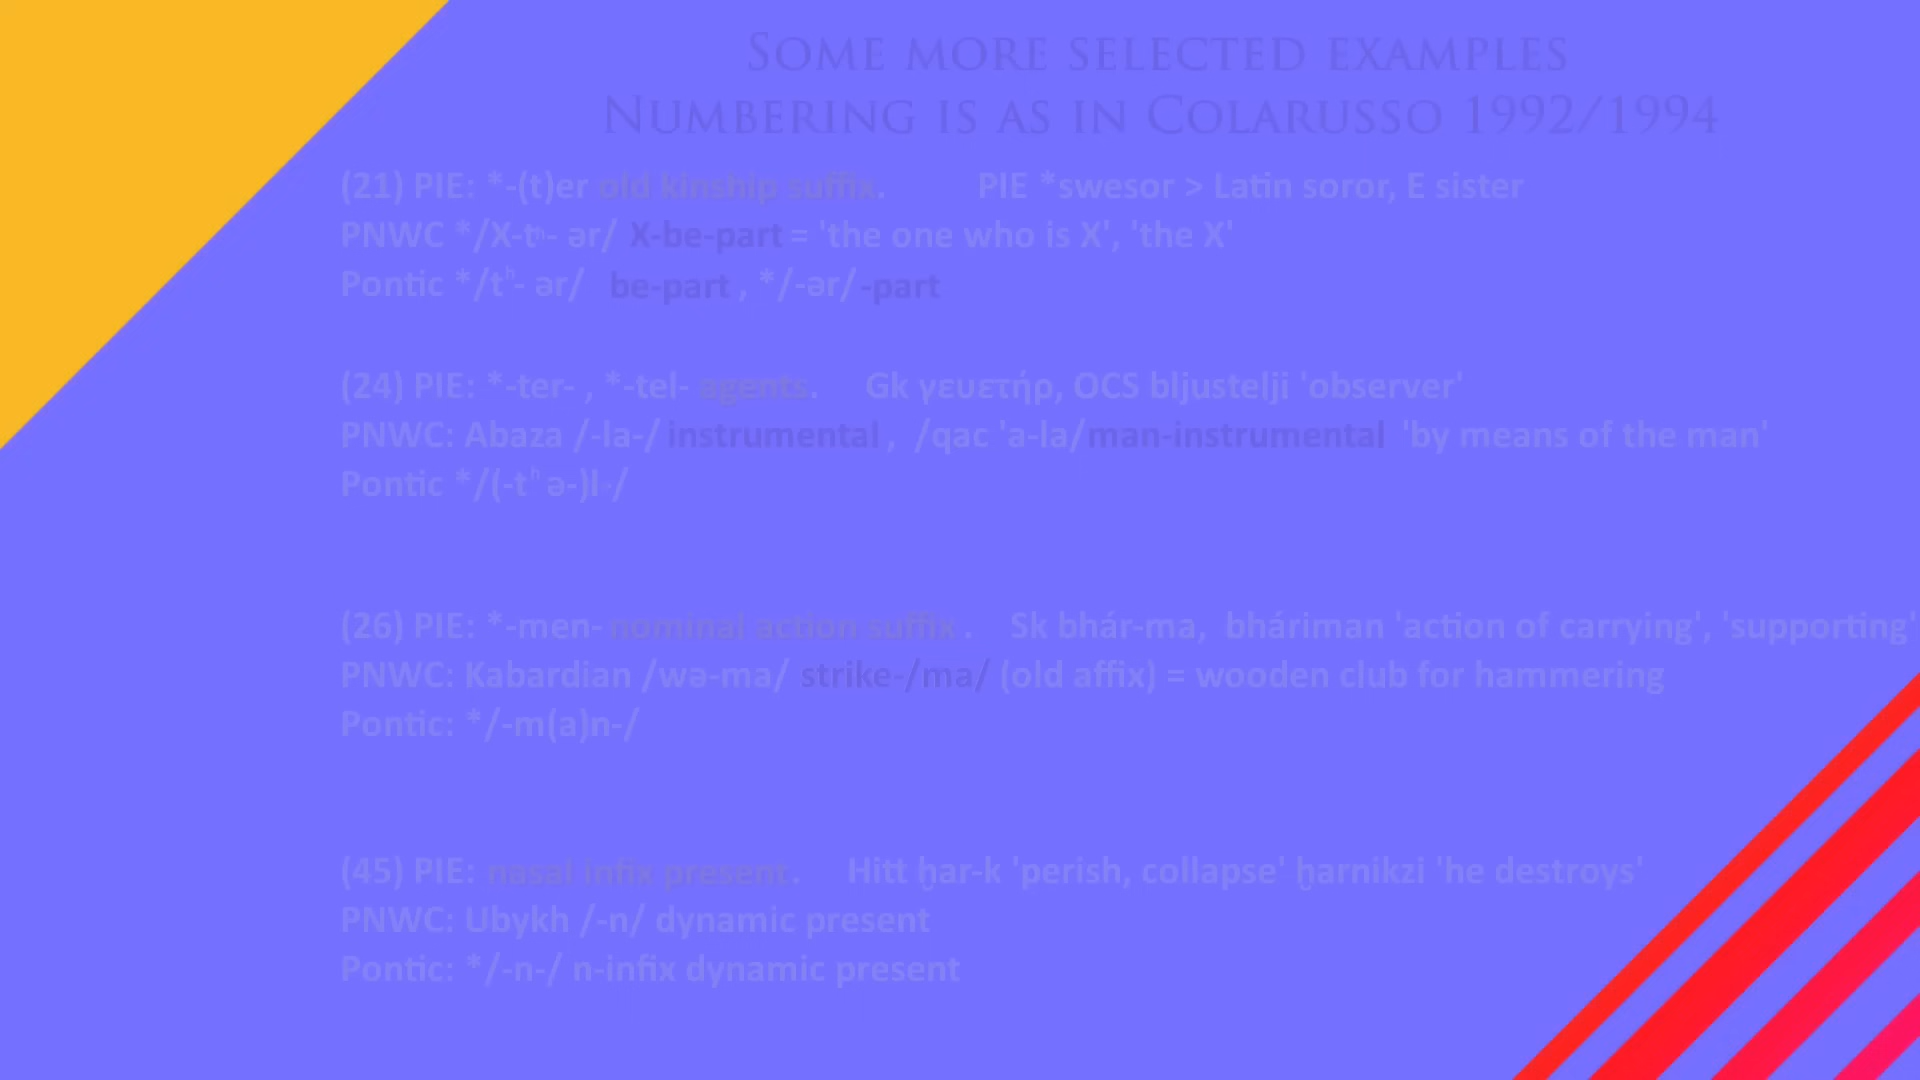 Some more selected examples
Numbering is as in Colarusso 1992/1994
(21) PIE: *-(t)er old kinship suffix. PIE *swesor > Latin soror, E sister
PNWC */X-tʰ- ər/ X-be-part = 'the one who is X', 'the X'
Pontic */tʰ- ər/ be-part , */-ər/ -part
(24) PIE: *-ter- , *-tel- agents. Gk γευετήρ, OCS bljustelji 'observer'
PNWC: Abaza /-la-/ instrumental , /qac 'a-la/ man-instrumental 'by means of the man'
Pontic */(-tʰ ə-)l-/
(26) PIE: *-men- nominal action suffix . Sk bhár-ma, bháriman 'action of carrying', 'supporting'
PNWC: Kabardian /wə-ma/ strike-/ma/ (old affix) = wooden club for hammering
Pontic: */-m(a)n-/
(45) PIE: nasal infix present. Hitt ḫar-k 'perish, collapse' ḫarnikzi 'he destroys'
PNWC: Ubykh /-n/ dynamic present
Pontic: */-n-/ n-infix dynamic present